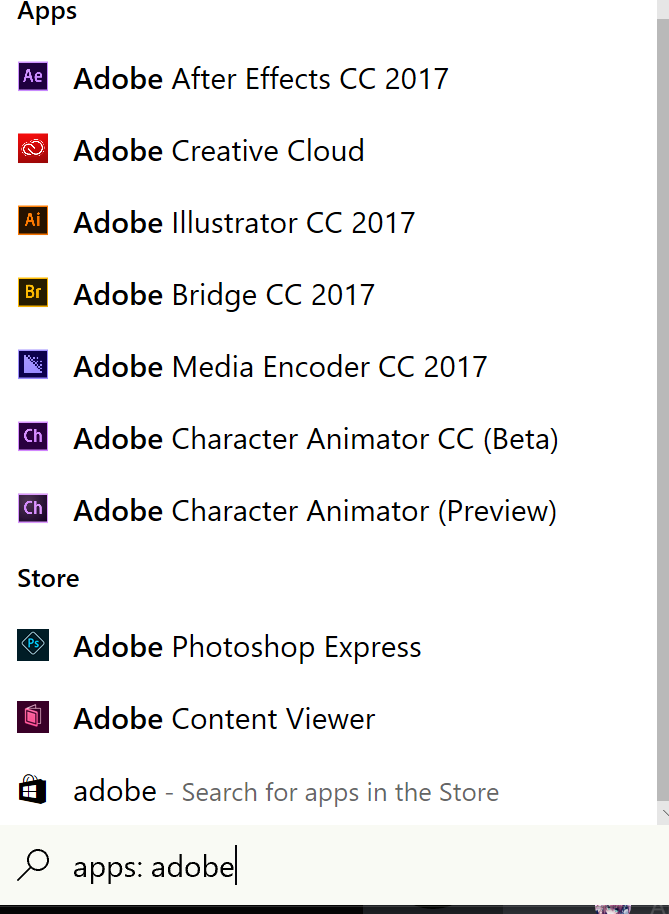 Apps
Ae Adobe After Effects CC 2017
Adobe Creative Cloud
Ai Adobe Illustrator CC 2017
Br Adobe Bridge CC 2017
Adobe Media Encoder CC 2017
Ch Adobe Character Animator CC (Beta)
Ch Adobe Character Animator (Preview)
Store
Ps Adobe Photoshop Express
Adobe Content Viewer
adobe - Search for apps in the Store
apps: adobe